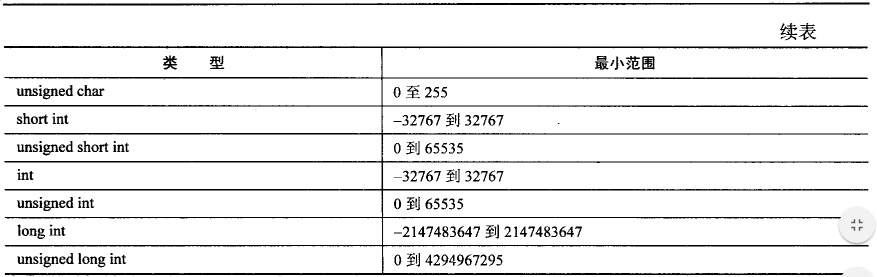 续表
类 型 最小范围
unsigned char 0 至 255
short int –32767 到 32767
unsigned short int 0 到 65535
int –32767 到 32767
unsigned int 0 到 65535
long int –2147483647 到 2147483647
unsigned long int 0 到 4294967295